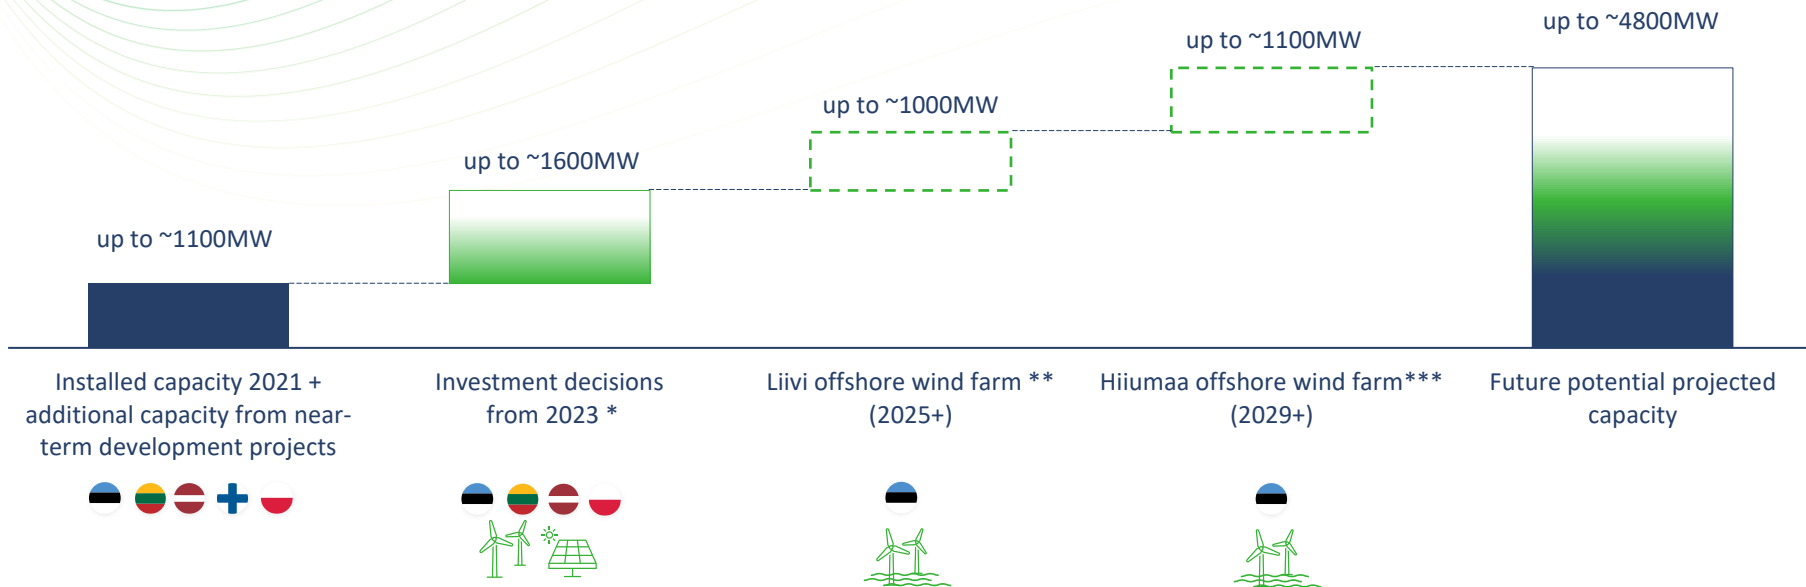 up to ~4800MW
up to ~1100MW
up to ~1000MW
up to ~1600MW
up to ~1100MW
Installed capacity 2021 +
additional capacity from near-
term development projects
Investment decisions
from 2023 *
Liivi offshore wind farm **
(2025+)
Hiiumaa offshore wind farm***
(2029+)
Future potential projected
capacity